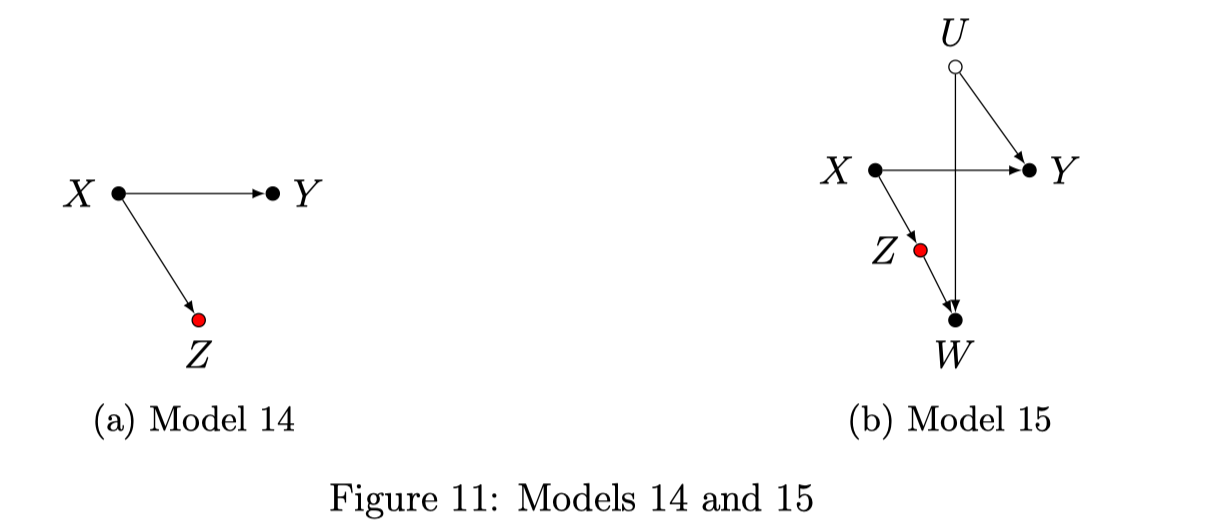 U
X Y
X Y
Z
Z
W
(a) Model 14
(b) Model 15
Figure 11: Models 14 and 15